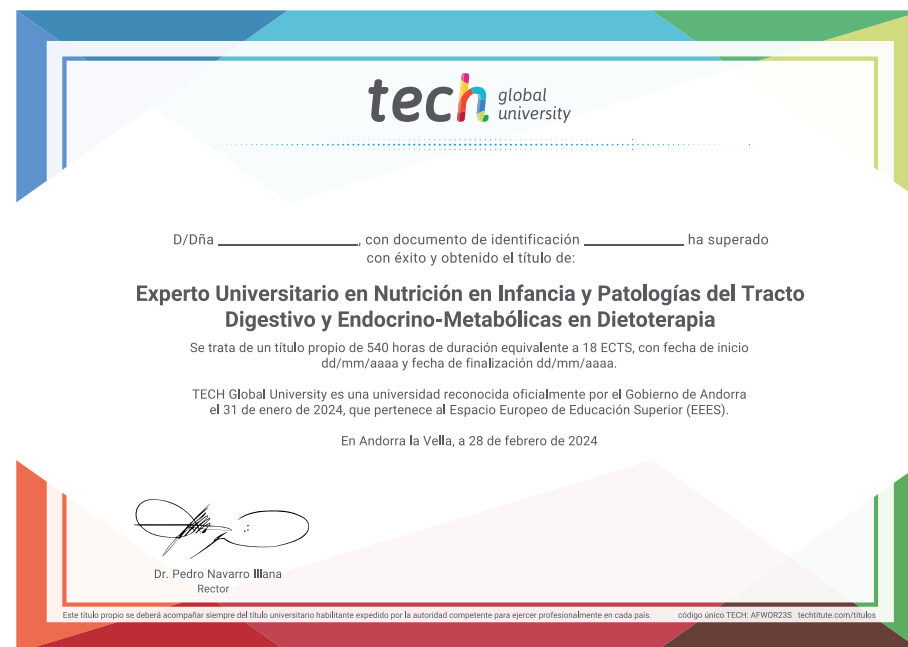 tech global university
D/Dña ____________________, con documento de identificación ______________ ha superado
con éxito y obtenido el título de:
Experto Universitario en Nutrición en Infancia y Patologías del Tracto
Digestivo y Endocrino-Metabólicas en Dietoterapia
Se trata de un título propio de 540 horas de duración equivalente a 18 ECTS, con fecha de inicio
dd/mm/aaaa y fecha de finalización dd/mm/aaaa.
TECH Global University es una universidad reconocida oficialmente por el Gobierno de Andorra
el 31 de enero de 2024, que pertenece al Espacio Europeo de Educación Superior (EEES).
En Andorra la Vella, a 28 de febrero de 2024
Dr. Pedro Navarro Illana
Rector
Este título propio se deberá acompañar siempre del título universitario habilitante expedido por la autoridad competente para ejercer profesionalmente en cada país. código único TECH: AFWOR23S techtitute.com/titulos